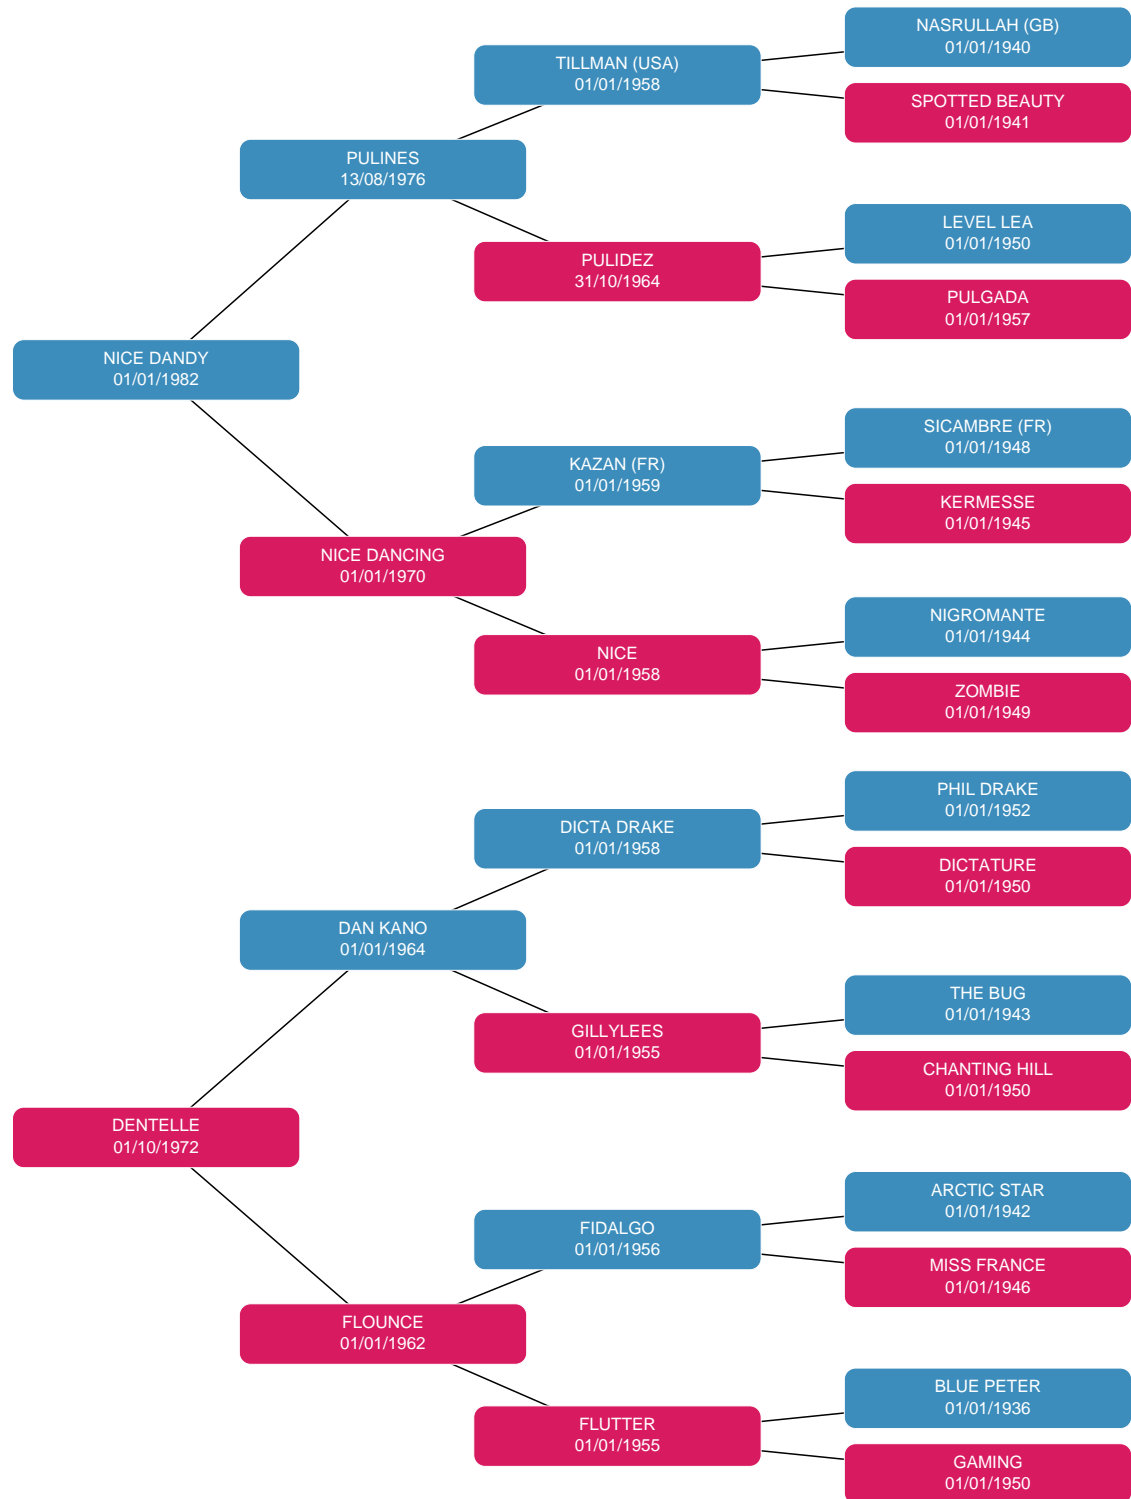 NASRULLAH (GB)
01/01/1940
TILLMAN (USA)
01/01/1958
SPOTTED BEAUTY
01/01/1941
PULINES
13/08/1976
LEVEL LEA
01/01/1950
PULIDEZ
31/10/1964
PULGADA
01/01/1957
NICE DANDY
01/01/1982
SICAMBRE (FR)
01/01/1948
KAZAN (FR)
01/01/1959
KERMESSE
01/01/1945
NICE DANCING
01/01/1970
NIGROMANTE
01/01/1944
NICE
01/01/1958
ZOMBIE
01/01/1949
PHIL DRAKE
01/01/1952
DICTA DRAKE
01/01/1958
DICTATURE
01/01/1950
DAN KANO
01/01/1964
THE BUG
01/01/1943
GILLYLEES
01/01/1955
CHANTING HILL
01/01/1950
DENTELLE
01/10/1972
ARCTIC STAR
01/01/1942
FIDALGO
01/01/1956
MISS FRANCE
01/01/1946
FLOUNCE
01/01/1962
BLUE PETER
01/01/1936
FLUTTER
01/01/1955
GAMING
01/01/1950